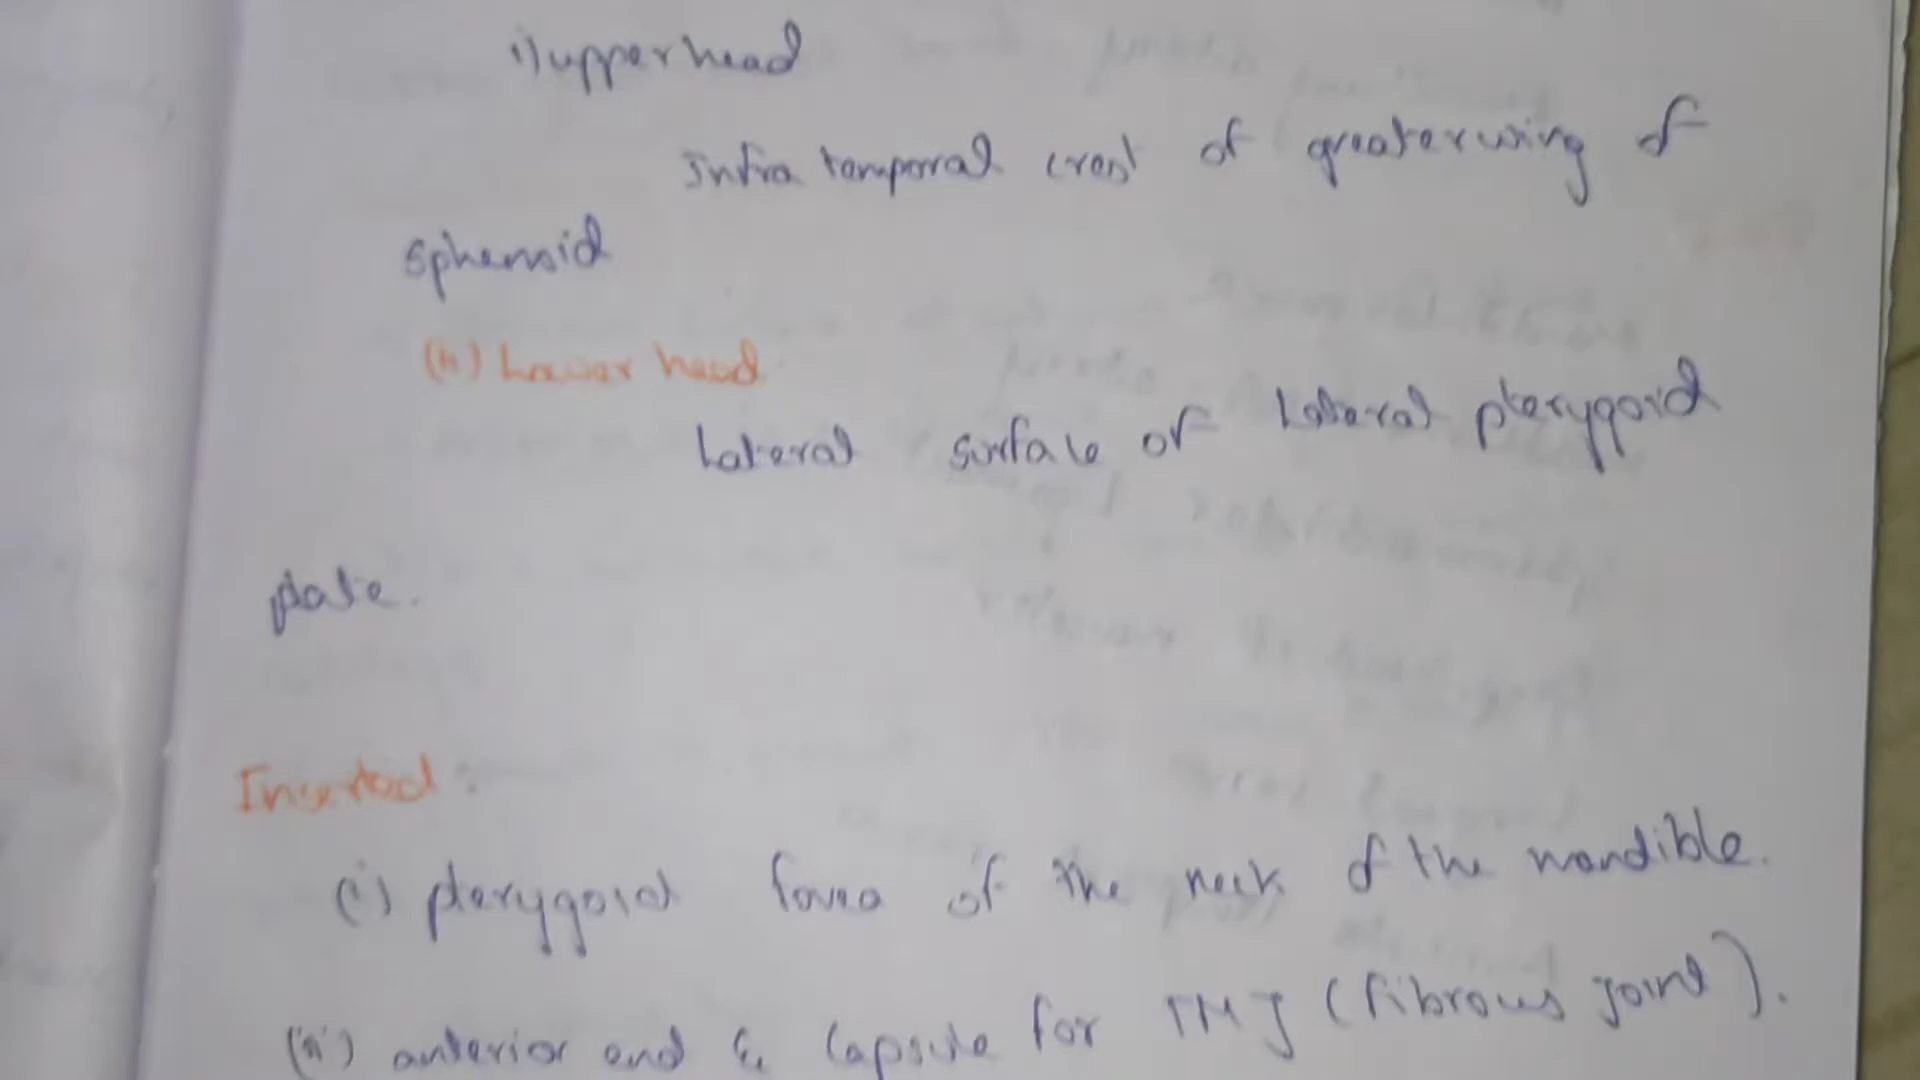 i) upper head
Infra temporal crest of greater wing of
sphenoid
(ii) Lower head
Lateral surface of Lateral pterygoid
plate.
Inserted :
(i) pterygoid fovea of the neck of the mandible.
(ii) anterior end & capsule for TMJ (fibrous joint).